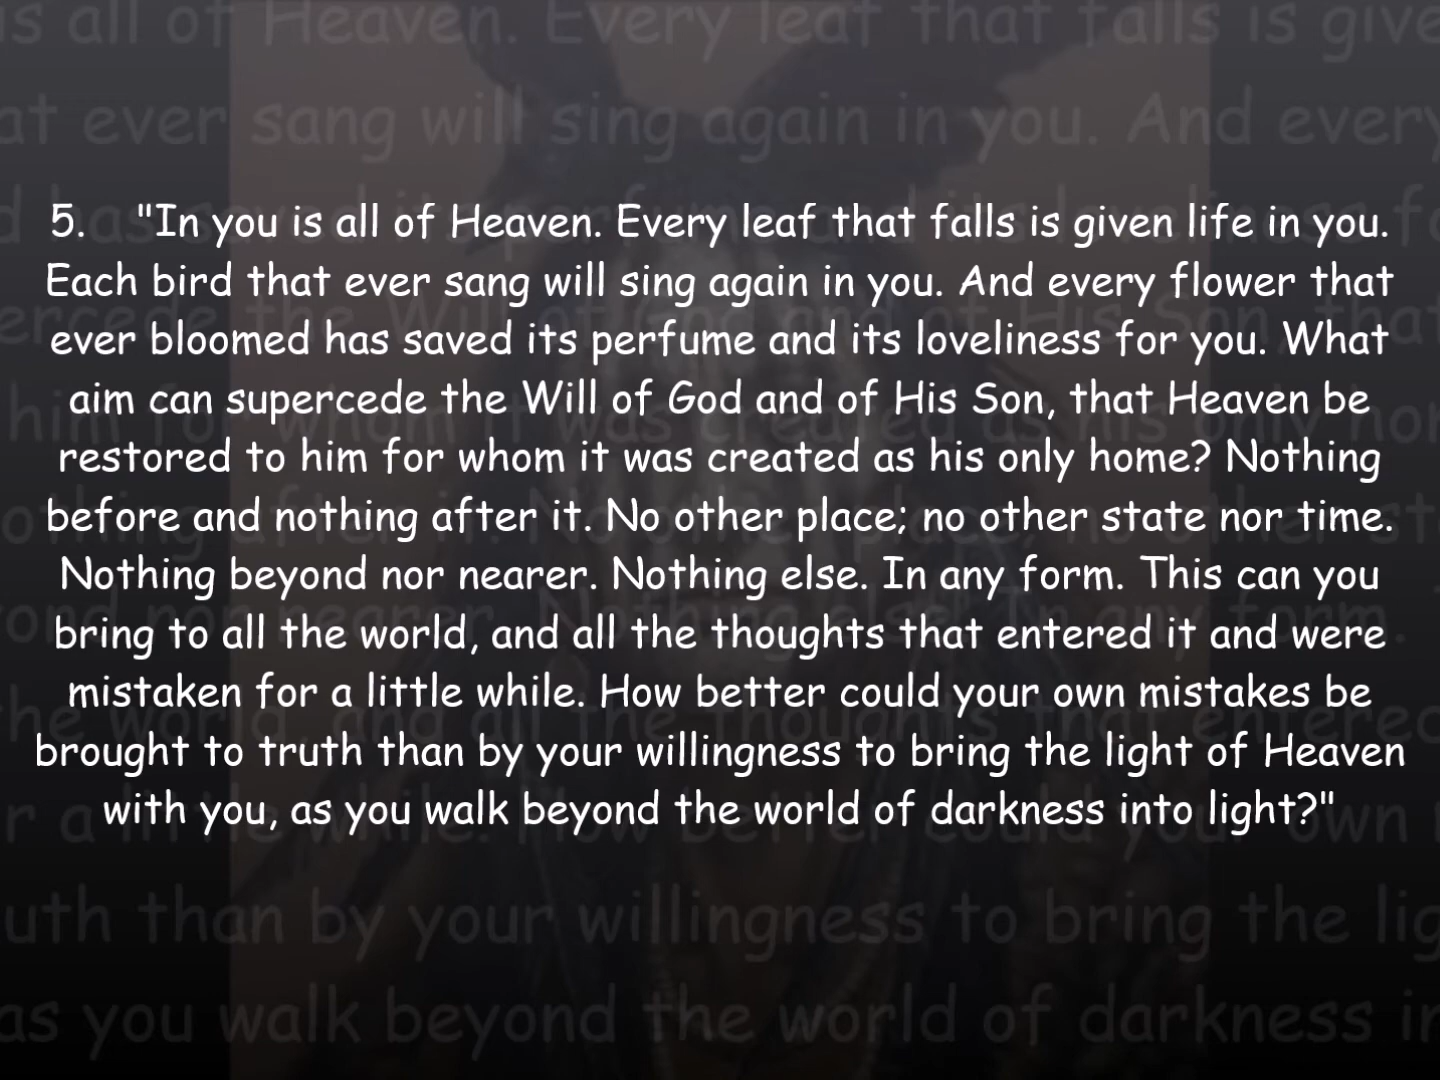 5. "In you is all of Heaven. Every leaf that falls is given life in you.
Each bird that ever sang will sing again in you. And every flower that
ever bloomed has saved its perfume and its loveliness for you. What
aim can supercede the Will of God and of His Son, that Heaven be
restored to him for whom it was created as his only home? Nothing
before and nothing after it. No other place; no other state nor time.
Nothing beyond nor nearer. Nothing else. In any form. This can you
bring to all the world, and all the thoughts that entered it and were
mistaken for a little while. How better could your own mistakes be
brought to truth than by your willingness to bring the light of Heaven
with you, as you walk beyond the world of darkness into light?"